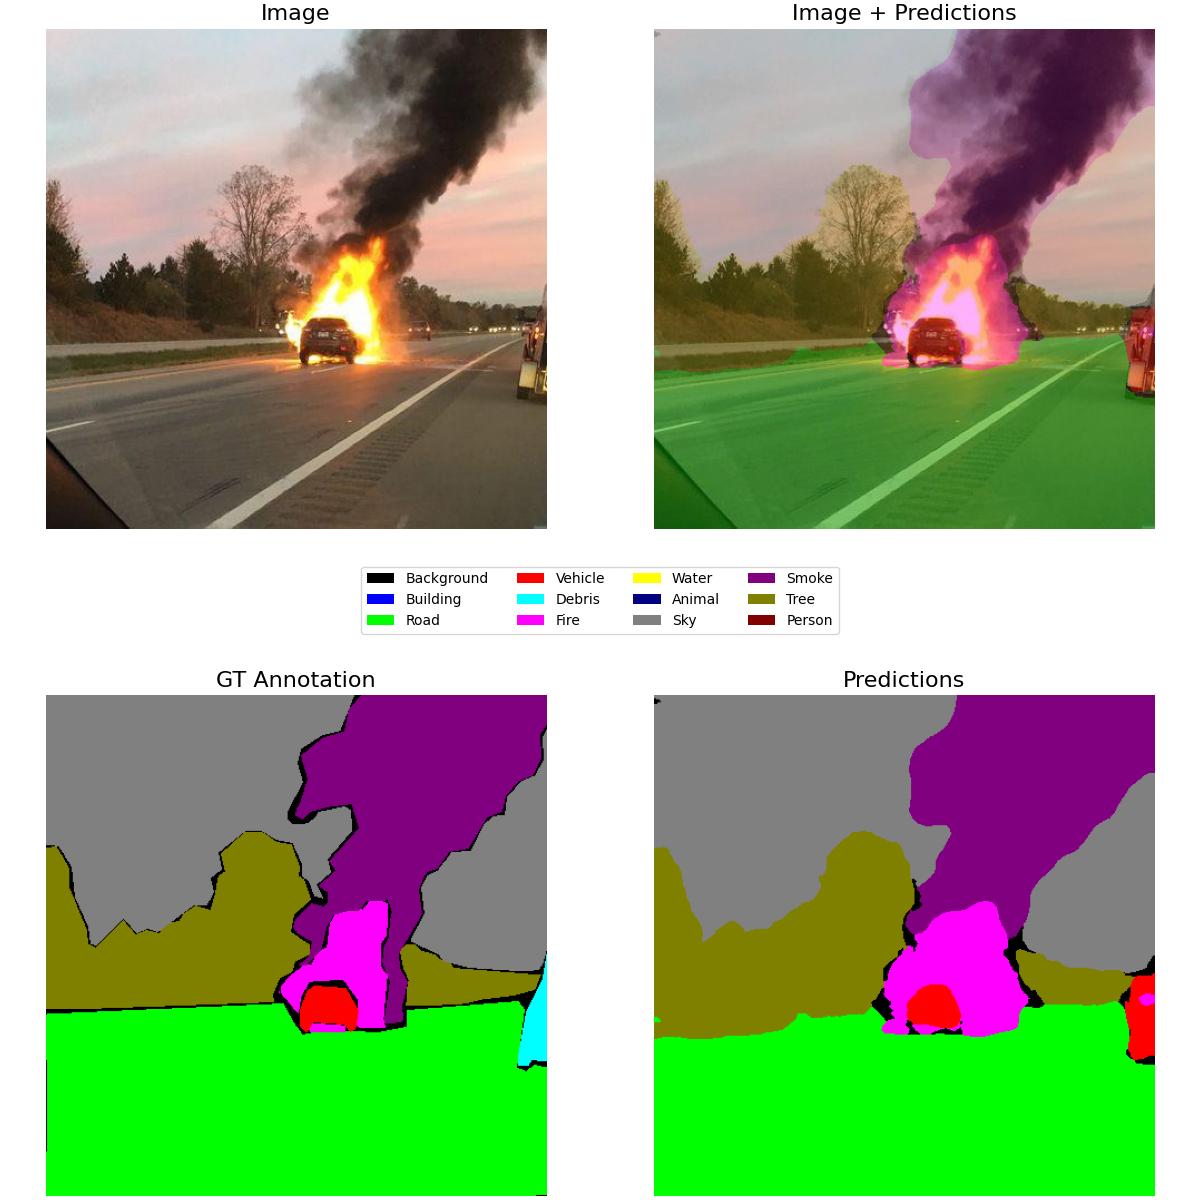 Image
Image + Predictions
Background
Vehicle
Water
Smoke
Building
Debris
Animal
Tree
Road
Fire
Sky
Person
GT Annotation
Predictions